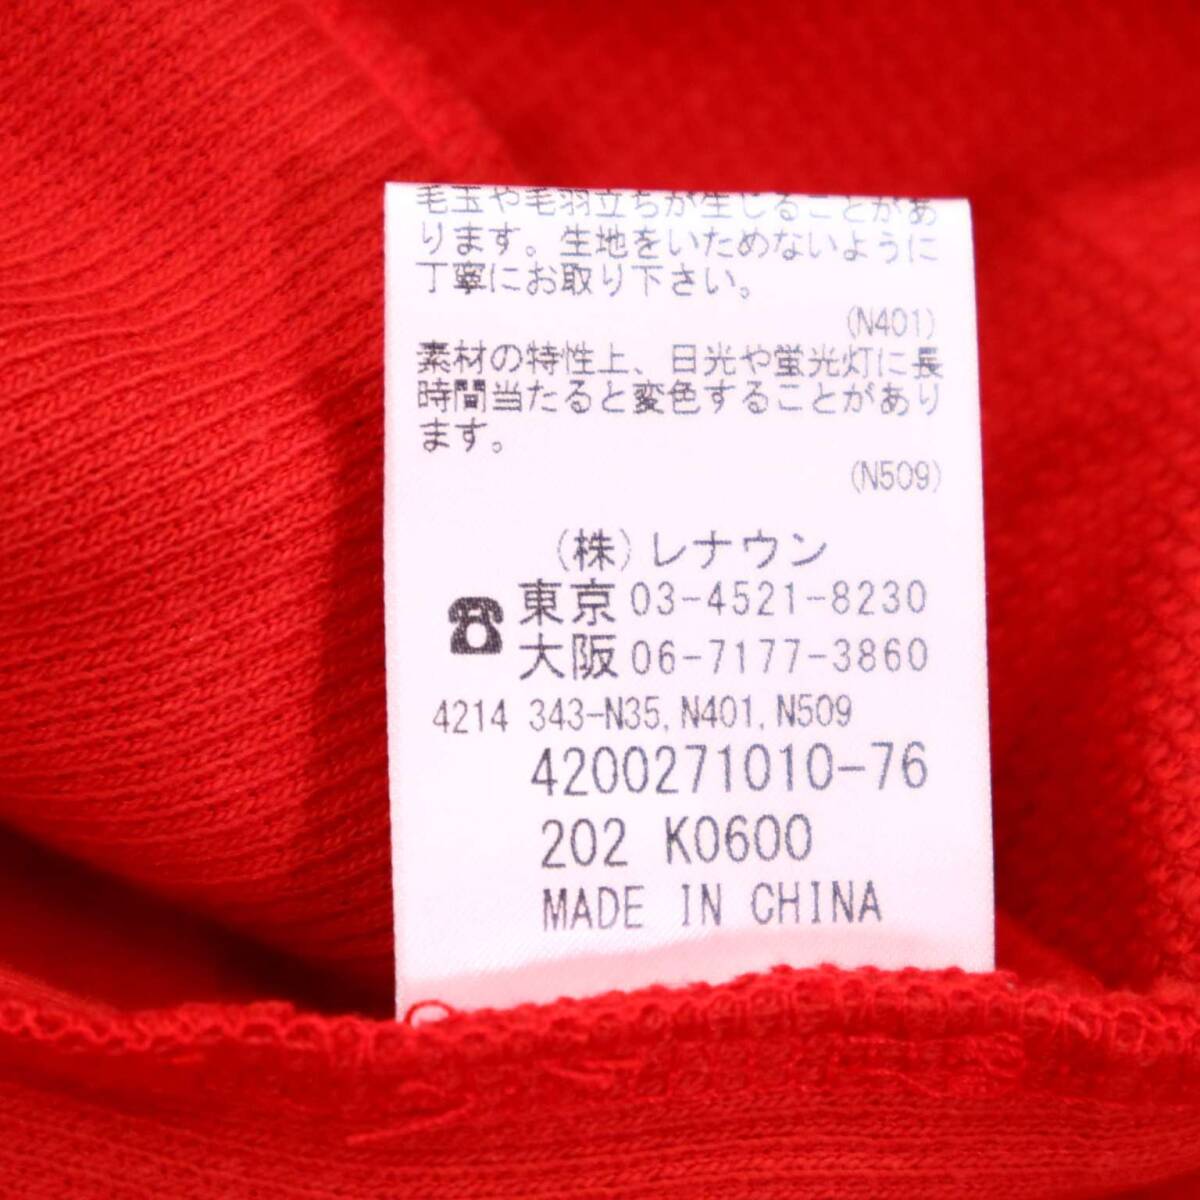 毛玉や毛羽立ちが生じることがあ
ります。生地をいためないように
丁寧にお取り下さい。
(N401)
素材の特性上、日光や蛍光灯に長
時間当たると変色することがあり
ます。
(N509)
(株)レナウン
☎東京 03-4521-8230
大阪 06-7177-3860
4214 343-N35,N401,N509
4200271010-76
202 K0600
MADE IN CHINA